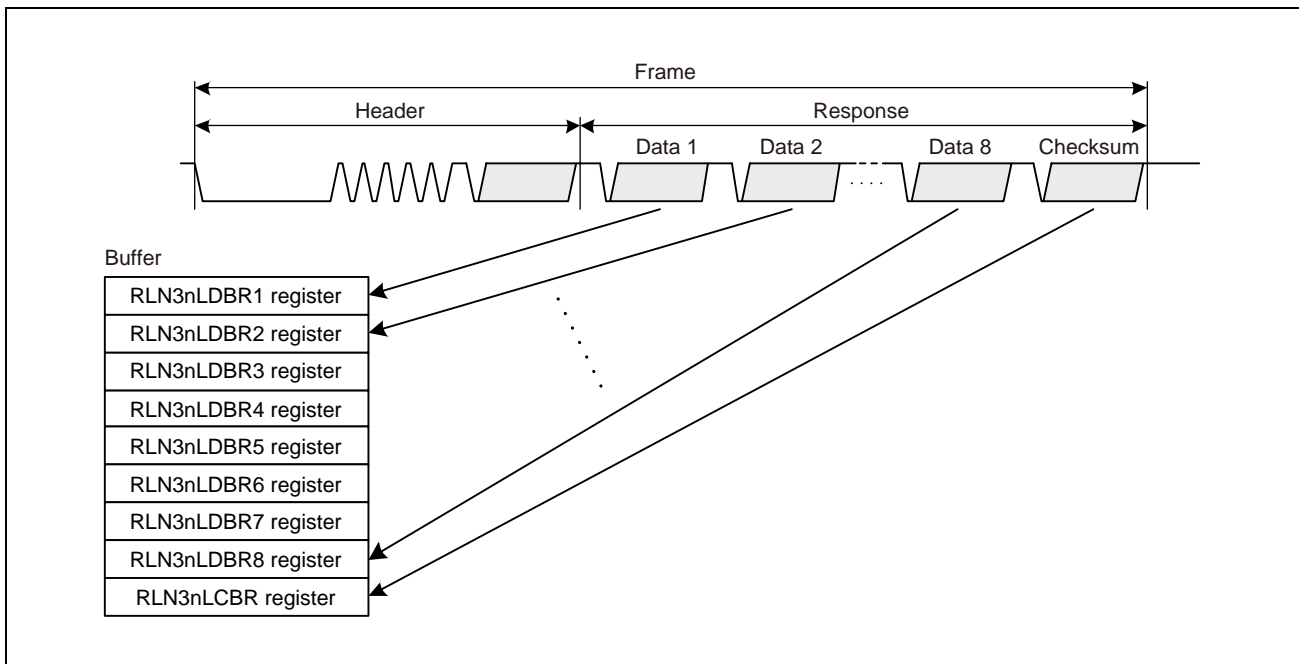 Frame
Header
Response
Data 1
Data 2
Data 8
Checksum
. . . .
Buffer
RLN3nLDBR1 register
RLN3nLDBR2 register
RLN3nLDBR3 register
RLN3nLDBR4 register
RLN3nLDBR5 register
RLN3nLDBR6 register
RLN3nLDBR7 register
RLN3nLDBR8 register
RLN3nLCBR register